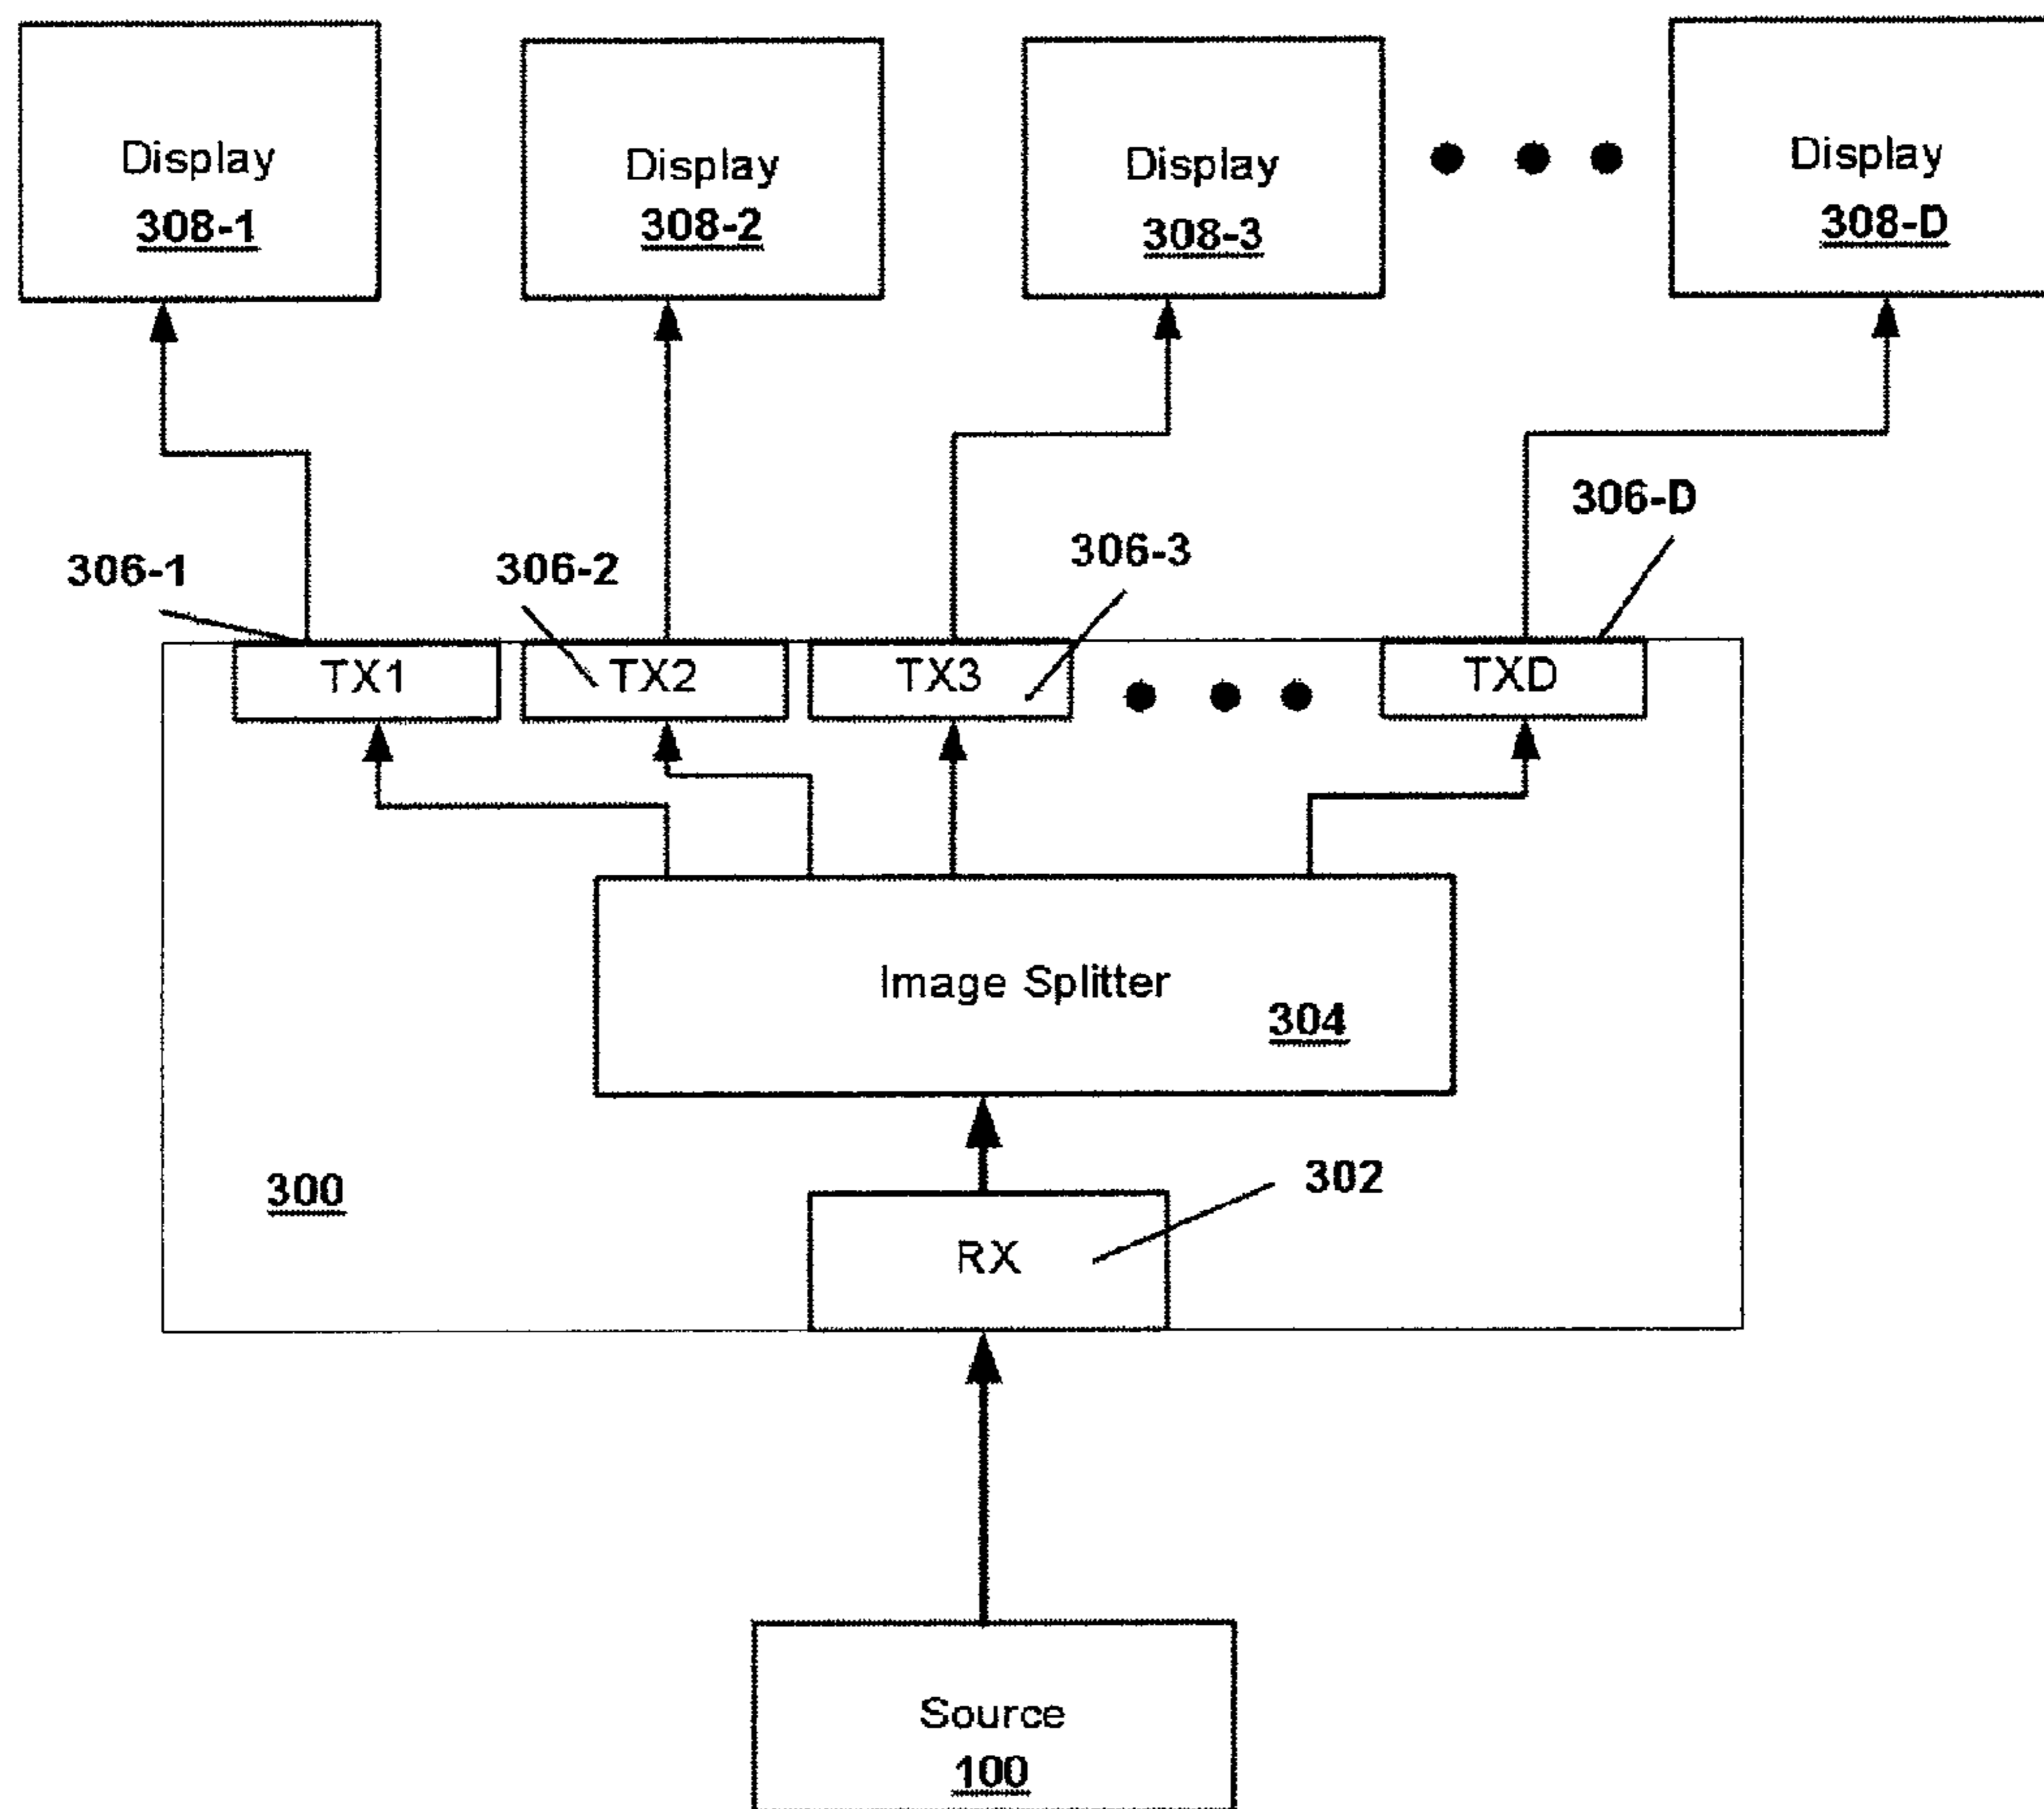 Display
308-1
Display
308-2
Display
308-3
Display
308-D
306-D
306-1
306-2
306-3
TX1
TX2
TX3
TXD
Image Splitter
304
300
302
RX
Source
100